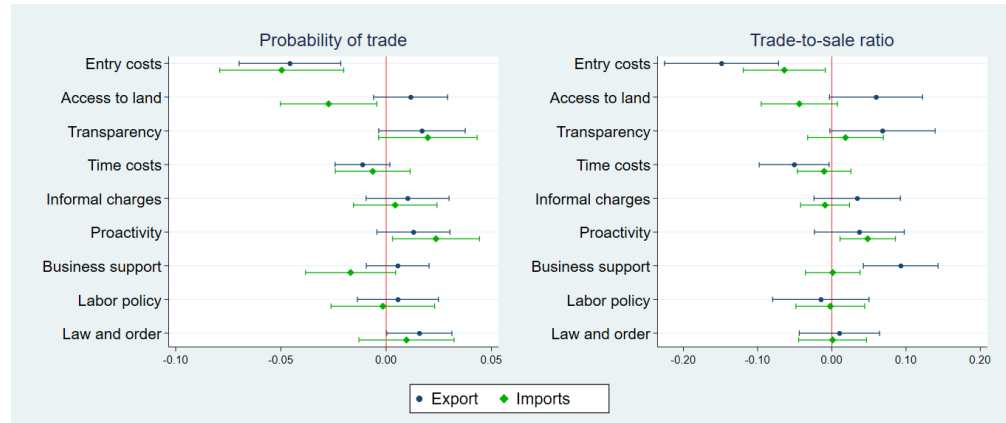 Probability of trade
Entry costs
Access to land
Transparency
Time costs
Informal charges
Proactivity
Business support
Labor policy
Law and order
-0.10 -0.05 0.00 0.05
Trade-to-sale ratio
Entry costs
Access to land
Transparency
Time costs
Informal charges
Proactivity
Business support
Labor policy
Law and order
-0.20 -0.10 0.00 0.10 0.20
Export Imports